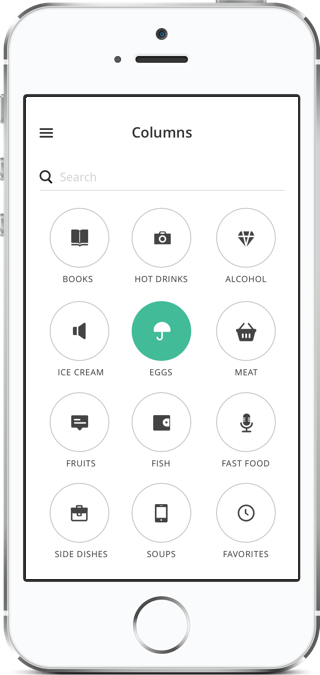 Columns
Search
BOOKS HOT DRINKS ALCOHOL
ICE CREAM EGGS MEAT
FRUITS FISH FAST FOOD
SIDE DISHES SOUPS FAVORITES